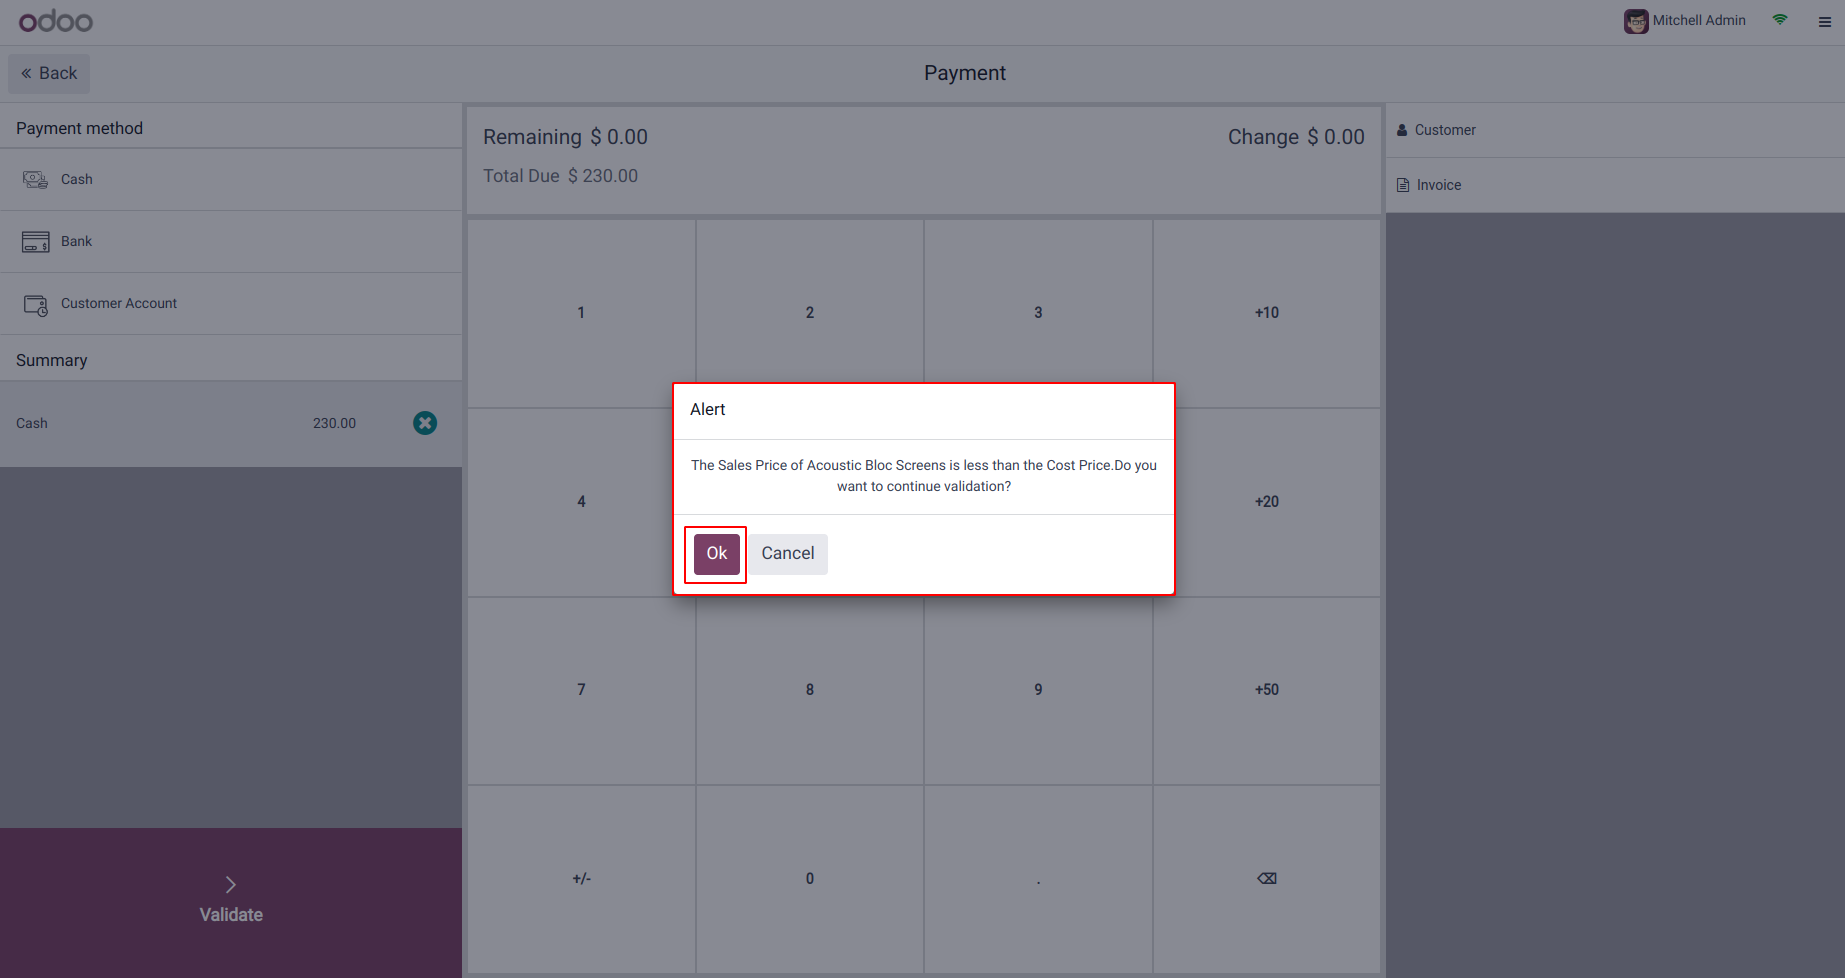 odoo
Mitchell Admin
« Back
Payment
Payment method
Cash
Bank
Customer Account
Summary
Cash 230.00
Validate
Remaining $ 0.00
Change $ 0.00
Total Due $ 230.00
Customer
Invoice
1 2 3 +10
4 +20
7 8 9 +50
+/- 0 .
Alert
The Sales Price of Acoustic Bloc Screens is less than the Cost Price.Do you
want to continue validation?
Ok Cancel